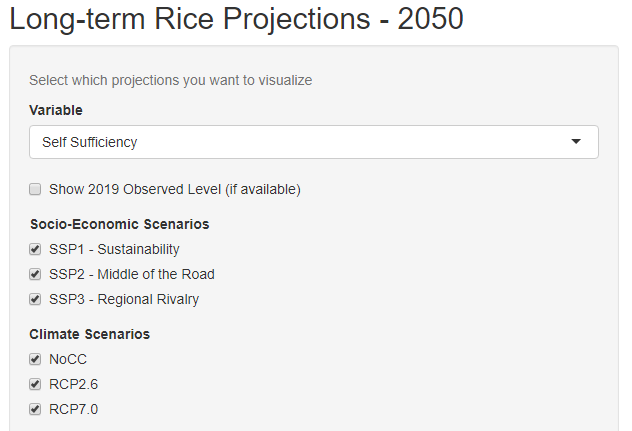 Long-term Rice Projections - 2050
Select which projections you want to visualize
Variable
Self Sufficiency
Show 2019 Observed Level (if available)
Socio-Economic Scenarios
SSP1 - Sustainability
SSP2 - Middle of the Road
SSP3 - Regional Rivalry
Climate Scenarios
NoCC
RCP2.6
RCP7.0